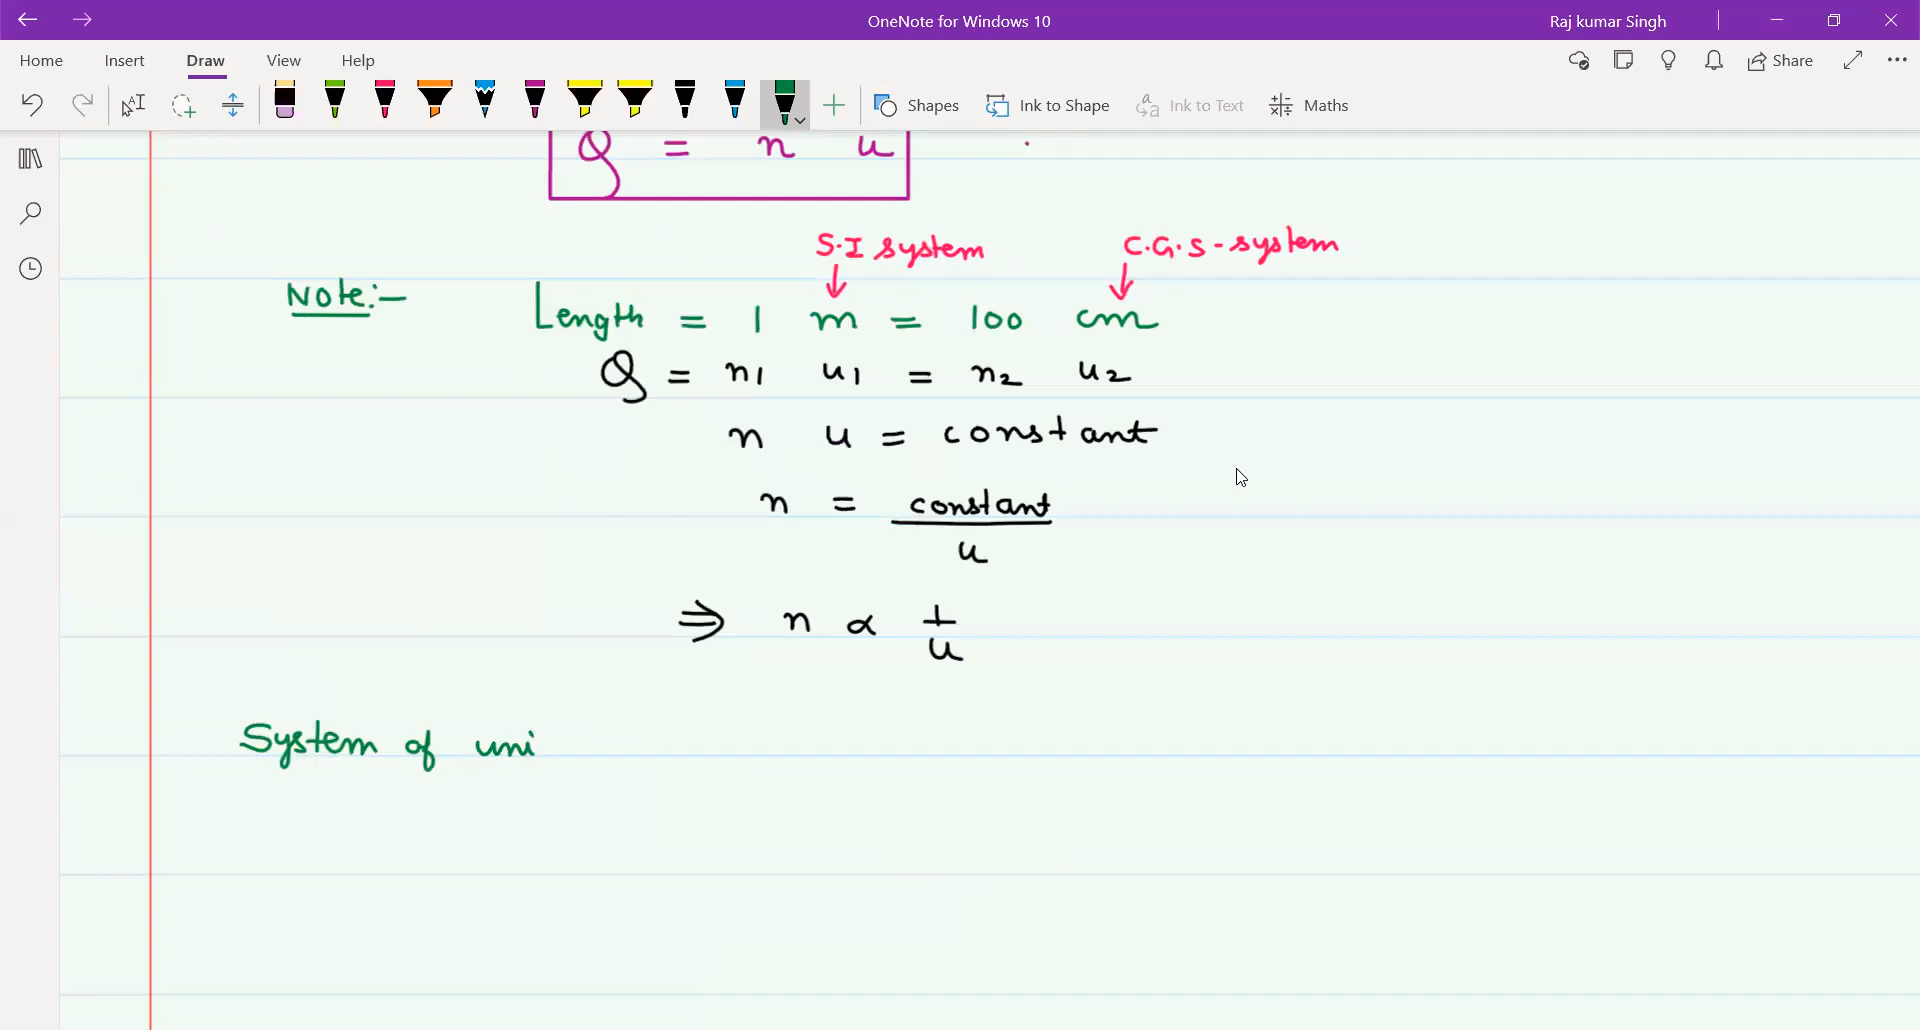 OneNote for Windows 10
Raj kumar Singh
Home Insert Draw View Help
Share
Shapes Ink to Shape Ink to Text Maths
Q = n u
S.I system C.G.S-system
Note:- Length = 1 m = 100 cm
Q = n1 u1 = n2 u2
n u = constant
n = constant
u
⇒ n ∝ 1
u
System of uni